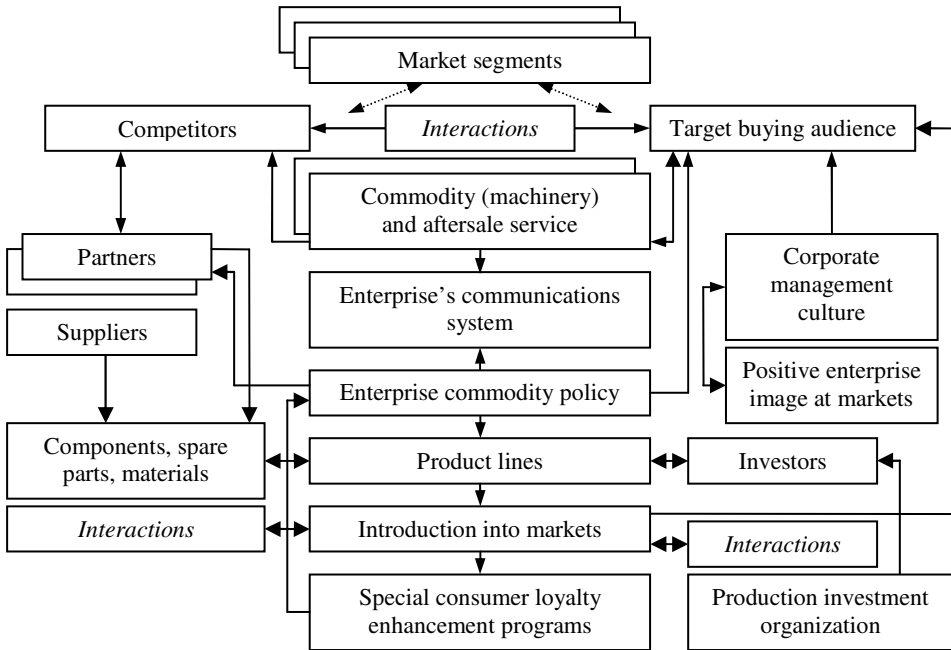 Market segments
Competitors
Interactions
Target buying audience
Commodity (machinery)
and aftersale service
Partners
Corporate
management
culture
Enterprise's communications
system
Suppliers
Positive enterprise
image at markets
Enterprise commodity policy
Components, spare
parts, materials
Product lines
Investors
Interactions
Introduction into markets
Interactions
Special consumer loyalty
enhancement programs
Production investment
organization